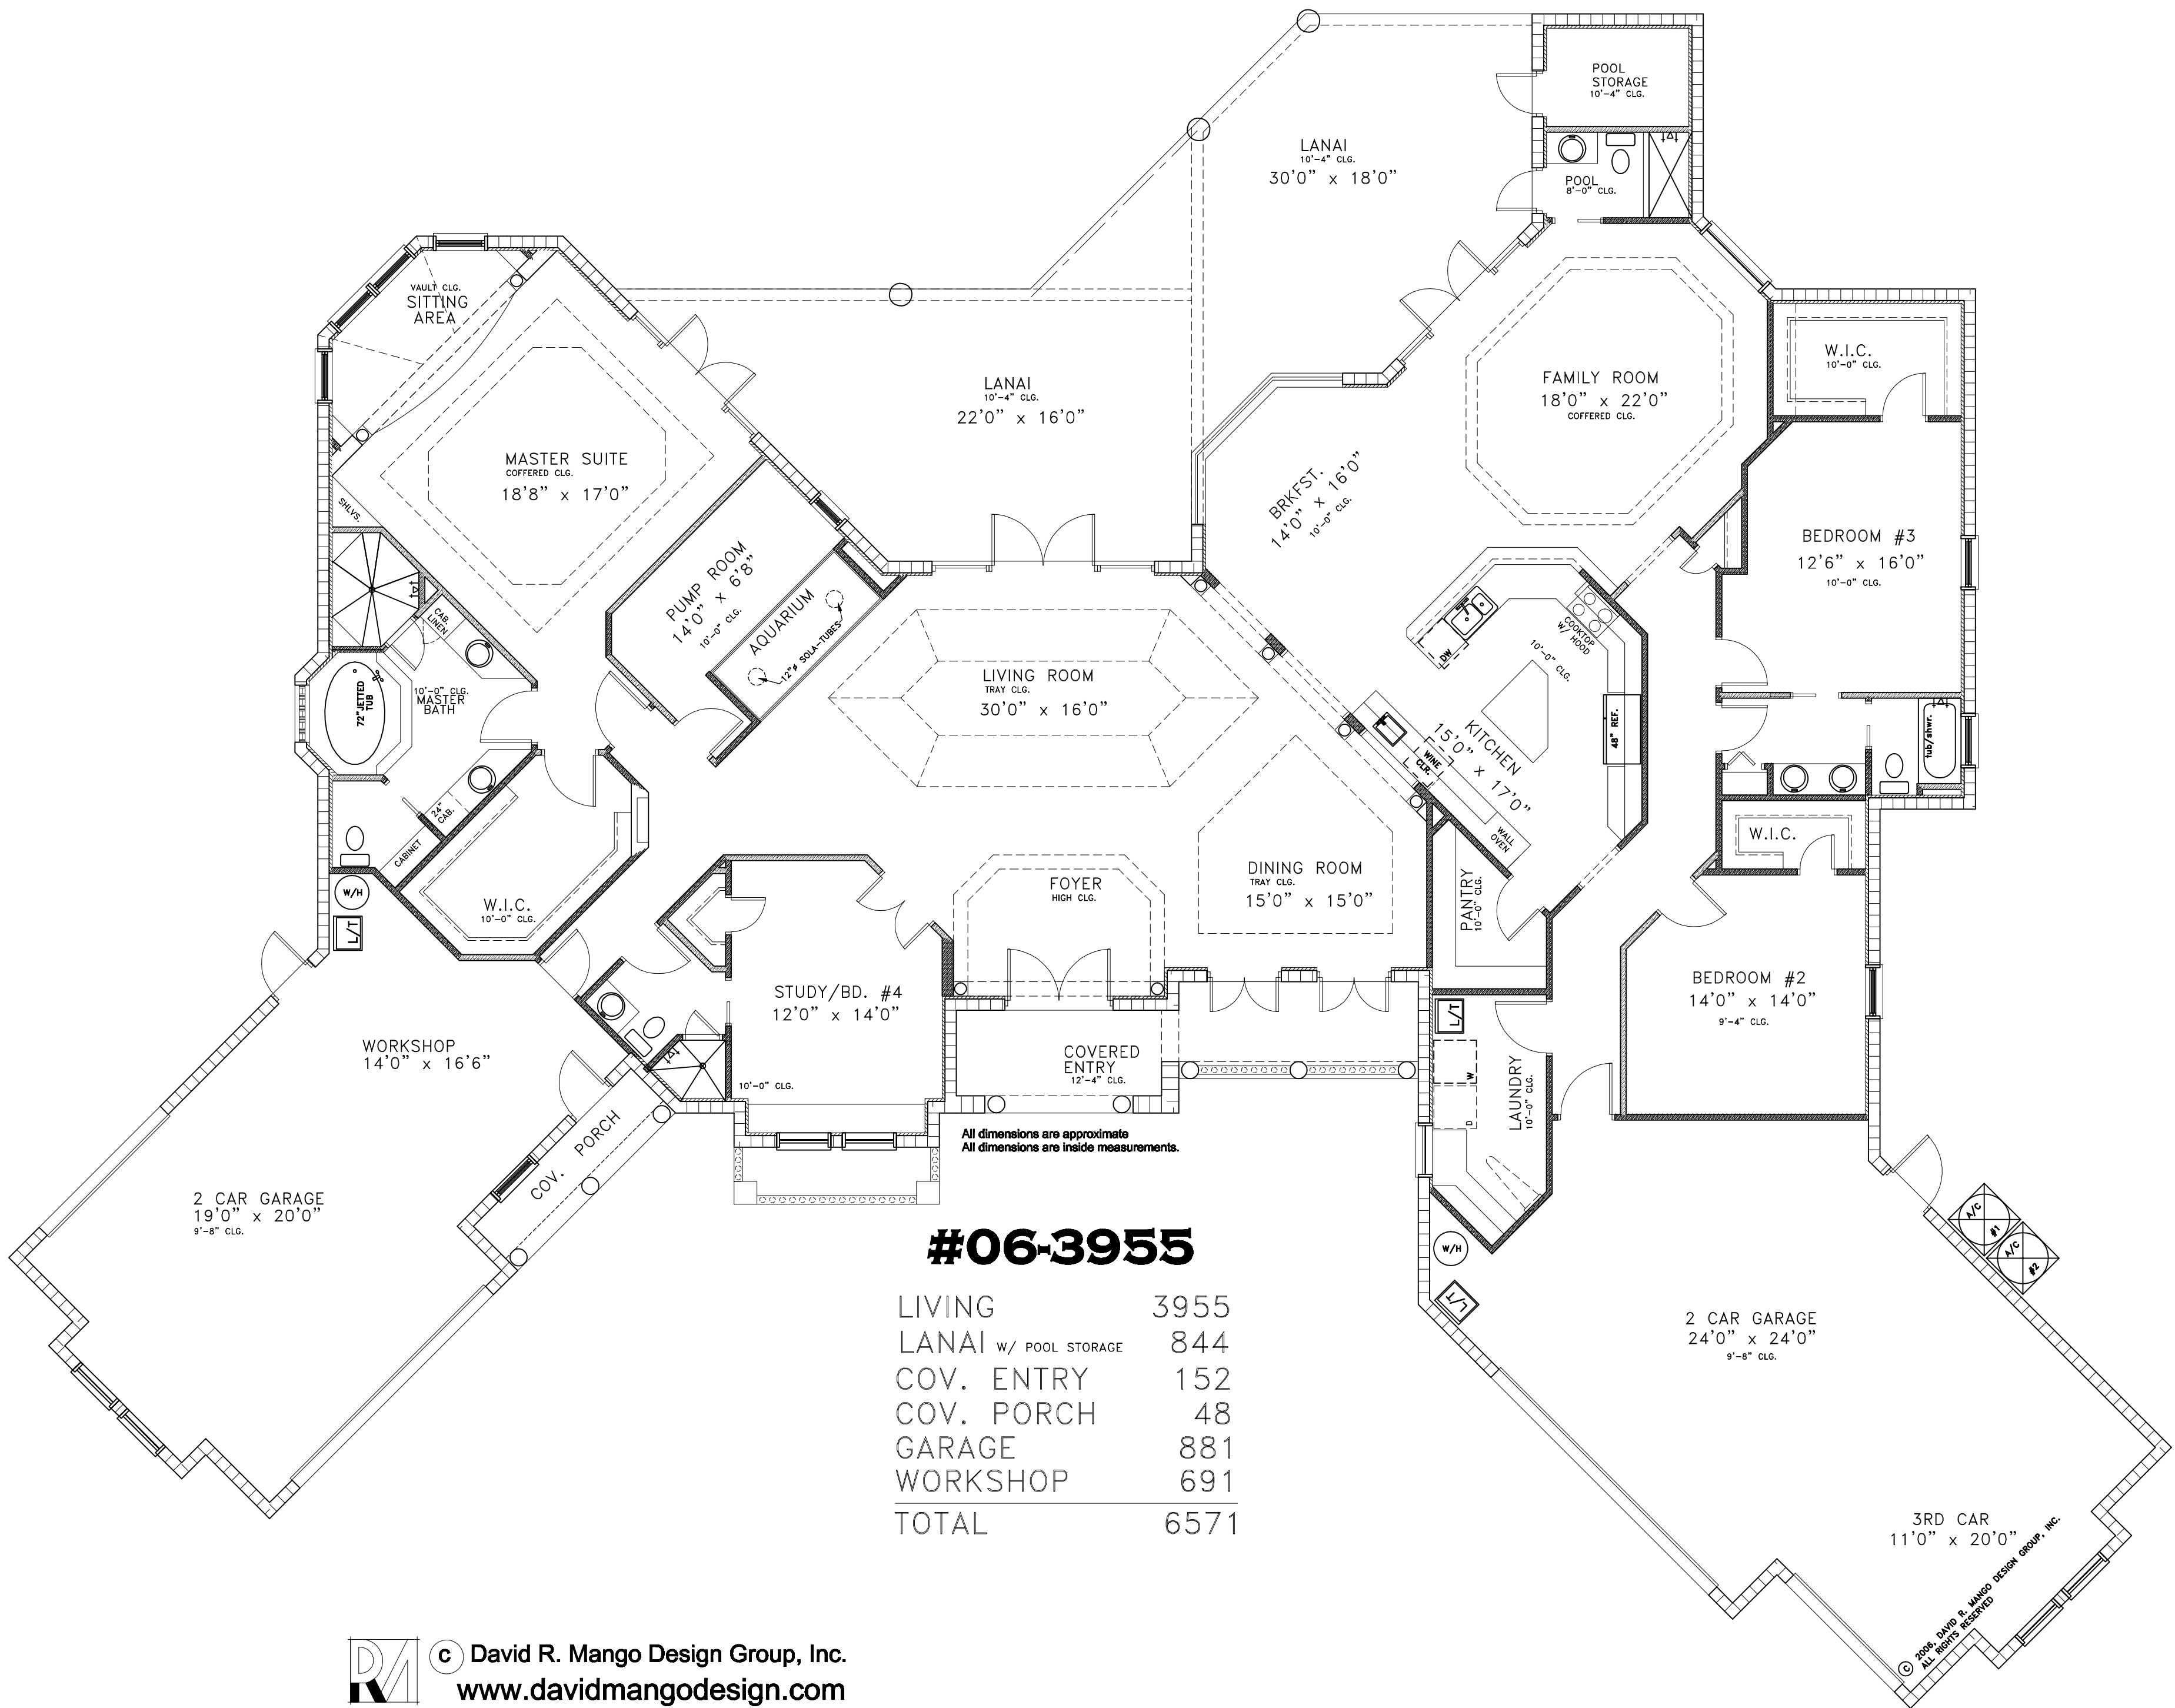 POOL
STORAGE
10'-4" CLG.
LANAI
10'-4" CLG.
30'0" x 18'0"
POOL
8'-0" CLG.
VAULT CLG.
SITTING
AREA
LANAI
10'-4" CLG.
22'0" x 16'0"
FAMILY ROOM
18'0" x 22'0"
COFFERED CLG.
W.I.C.
10'-0" CLG.
MASTER SUITE
COFFERED CLG.
18'8" x 17'0"
SHLVS.
BRKFST.
14'0" x 16'0"
10'-0" CLG.
BEDROOM #3
12'6" x 16'0"
10'-0" CLG.
PUMP ROOM
14'0" x 6'8"
10'-0" CLG.
AQUARIUM
12"ø SOLA-TUBES
CAB.
LINEN
72"JETTED
TUB
10'-0" CLG.
MASTER
BATH
24"
CAB.
CABINET
LIVING ROOM
TRAY CLG.
30'0" x 16'0"
DW
COOKTOP
W/ HOOD
10'-0" CLG.
KITCHEN
15'0" x 17'0"
48" REF.
WINE
CLR.
WALL
OVEN
tub/shwr.
W.I.C.
W/H
L/T
W.I.C.
10'-0" CLG.
FOYER
HIGH CLG.
DINING ROOM
TRAY CLG.
15'0" x 15'0"
PANTRY
10'-0" CLG.
STUDY/BD. #4
12'0" x 14'0"
10'-0" CLG.
BEDROOM #2
14'0" x 14'0"
9'-4" CLG.
WORKSHOP
14'0" x 16'6"
COVERED
ENTRY
12'-4" CLG.
L/T
W
D
LAUNDRY
10'-0" CLG.
COV. PORCH
All dimensions are approximate
All dimensions are inside measurements.
2 CAR GARAGE
19'0" x 20'0"
9'-8" CLG.
W/H
L/T
A/C
#1
A/C
#2
2 CAR GARAGE
24'0" x 24'0"
9'-8" CLG.
3RD CAR
11'0" x 20'0"
© 2006, DAVID R. MANGO DESIGN GROUP, INC.
ALL RIGHTS RESERVED
#06-3955
LIVING 3955
LANAI W/ POOL STORAGE 844
COV. ENTRY 152
COV. PORCH 48
GARAGE 881
WORKSHOP 691
TOTAL 6571
© David R. Mango Design Group, Inc.
www.davidmangodesign.com